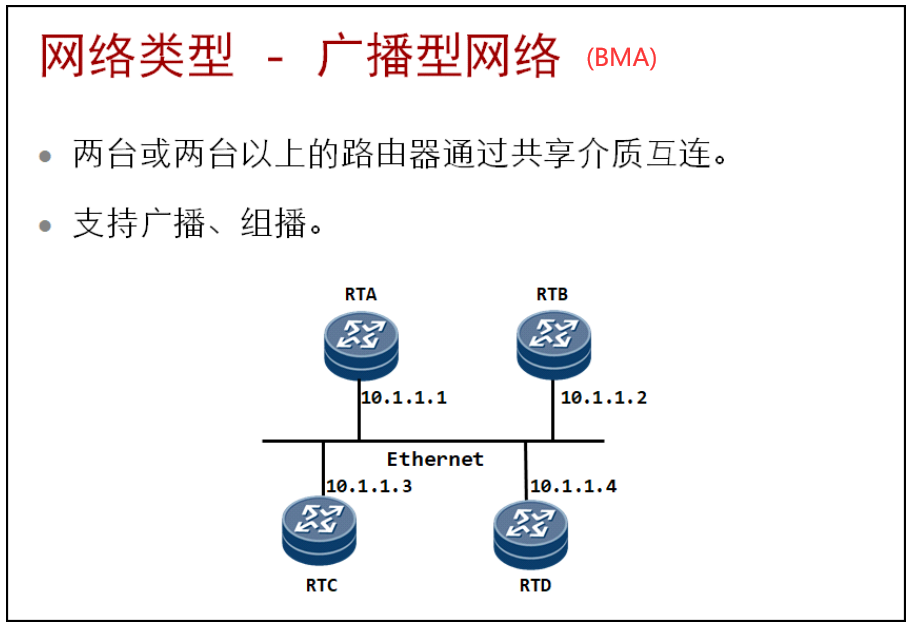 网络类型 - 广播型网络 (BMA)
两台或两台以上的路由器通过共享介质互连。
支持广播、组播。
RTA RTB
10.1.1.1 10.1.1.2
Ethernet
10.1.1.3 10.1.1.4
RTC RTD